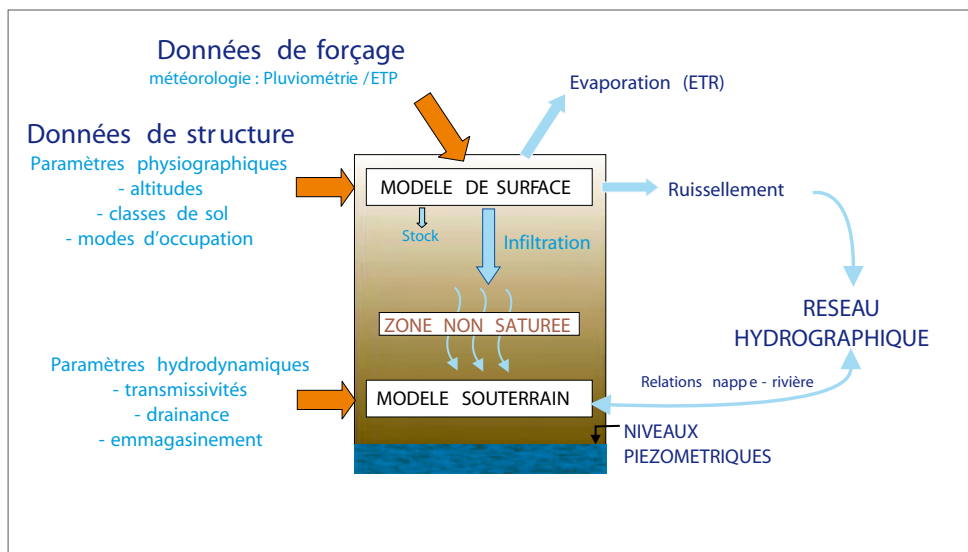 Données de forçage
météorologie : Pluviométrie / ETP
Evaporation (ETR)
Données de structure
Paramètres physiographiques
- altitudes
- classes de sol
- modes d'occupation
MODELE DE SURFACE
Ruissellement
Stock
Infiltration
ZONE NON SATUREE
RESEAU
HYDROGRAPHIQUE
Paramètres hydrodynamiques
- transmissivités
- drainance
- emmagasinement
MODELE SOUTERRAIN
Relations nappe - rivière
NIVEAUX
PIEZOMETRIQUES